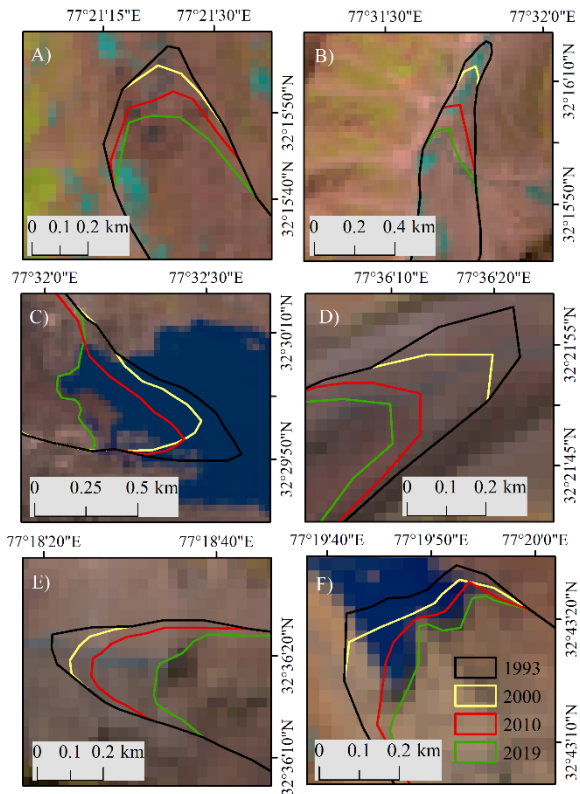 77°21'15"E 77°21'30"E
A)
32°15'50"N
32°15'40"N
0 0.1 0.2 km
77°31'30"E 77°32'0"E
B)
32°16'10"N
32°15'50"N
0 0.2 0.4 km
77°32'0"E 77°32'30"E
C)
32°30'10"N
32°29'50"N
0 0.25 0.5 km
77°36'10"E 77°36'20"E
D)
32°21'55"N
32°21'45"N
0 0.1 0.2 km
77°18'20"E 77°18'40"E
E)
32°36'20"N
32°36'10"N
0 0.1 0.2 km
77°19'40"E 77°19'50"E 77°20'0"E
F)
32°43'20"N
32°43'10"N
1993
2000
2010
2019
0 0.1 0.2 km